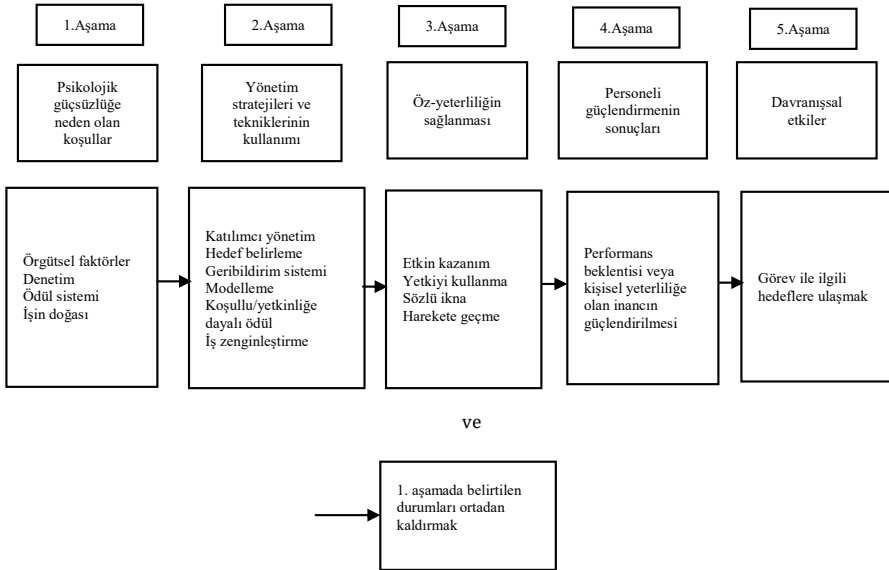 1.Aşama
2.Aşama
3.Aşama
4.Aşama
5.Aşama
Psikolojik
güçsüzlüğe
neden olan
koşullar
Yönetim
stratejileri ve
tekniklerinin
kullanımı
Öz-yeterliliğin
sağlanması
Personeli
güçlendirmenin
sonuçları
Davranışsal
etkiler
Örgütsel faktörler
Denetim
Ödül sistemi
İşin doğası
Katılımcı yönetim
Hedef belirleme
Geribildirim sistemi
Modelleme
Koşullu/yetkinliğe
dayalı ödül
İş zenginleştirme
Etkin kazanım
Yetkiyi kullanma
Sözlü ikna
Harekete geçme
Performans
beklentisi veya
kişisel yeterliliğe
olan inancın
güçlendirilmesi
Görev ile ilgili
hedeflere ulaşmak
ve
1. aşamada belirtilen
durumları ortadan
kaldırmak